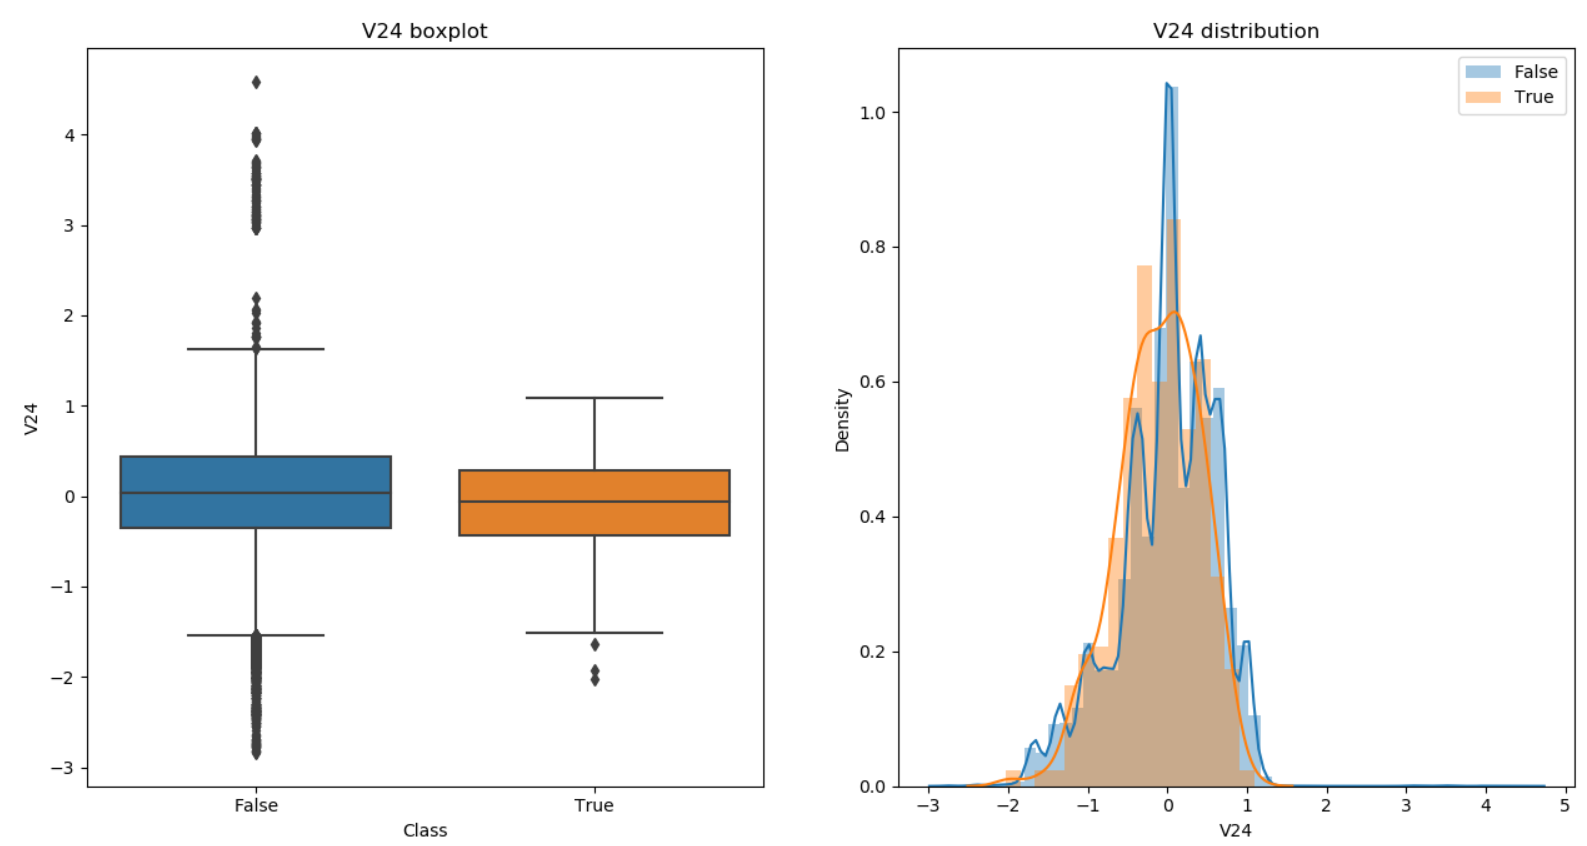 V24 boxplot
4
3
2
1
0
−1
−2
−3
V24
False
True
Class
V24 distribution
False
True
1.0
0.8
0.6
0.4
0.2
0.0
Density
−3
−2
−1
0
1
2
3
4
5
V24